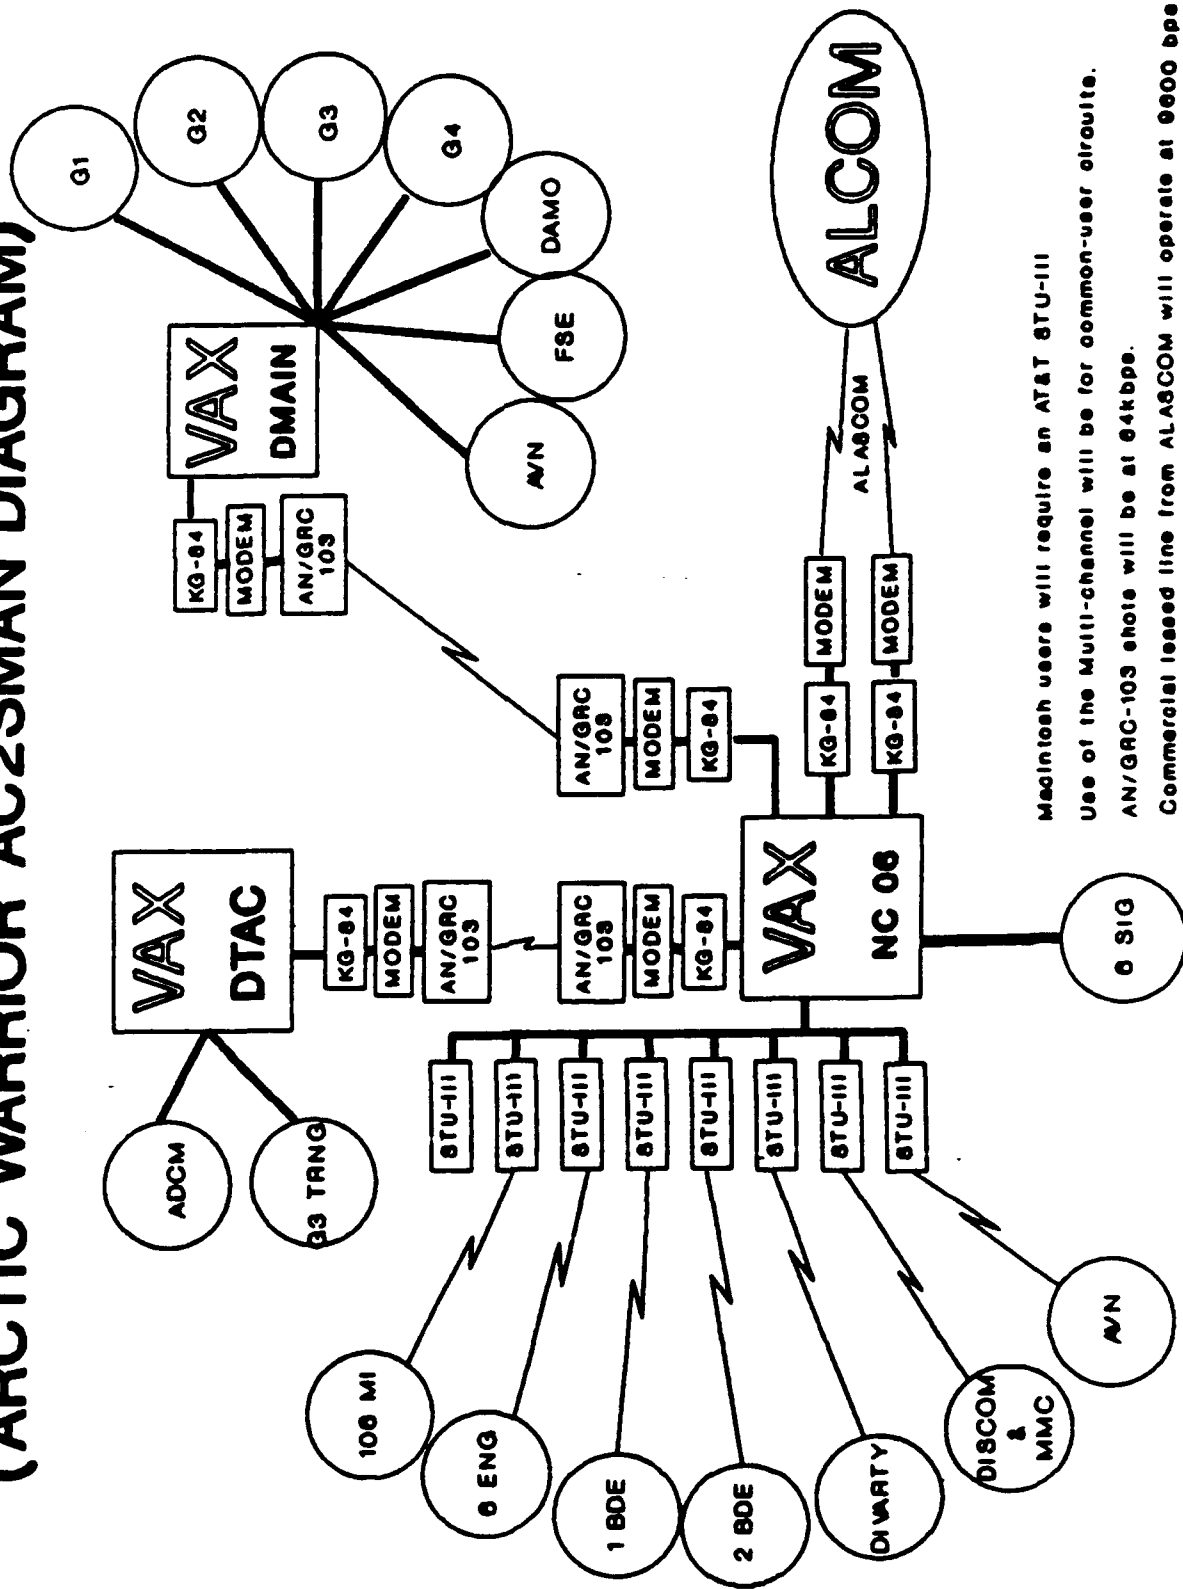 (ARCTIC WARRIOR AC2SMAN DIAGRAM)
ADCM
G3 TRNG
VAX
DTAC
KG-84
MODEM
AN/GRC
103
AN/GRC
103
MODEM
KG-84
VAX
DMAIN
KG-84
MODEM
AN/GRC
103
G1
G2
G3
G4
DAMO
FSE
AVN
AN/GRC
103
MODEM
KG-84
106 MI
6 ENG
1 BDE
2 BDE
DIVARTY
DISCOM
&
MMC
AVN
STU-III
STU-III
STU-III
STU-III
STU-III
STU-III
STU-III
STU-III
VAX
NC 06
6 SIG
KG-84
MODEM
KG-84
MODEM
ALASCOM
ALCOM
Macintosh users will require an AT&T STU-III
Use of the Multi-channel will be for common-user circuits.
AN/GRC-103 shots will be at 64kbps.
Commercial leased line from ALASCOM will operate at 9600 bps